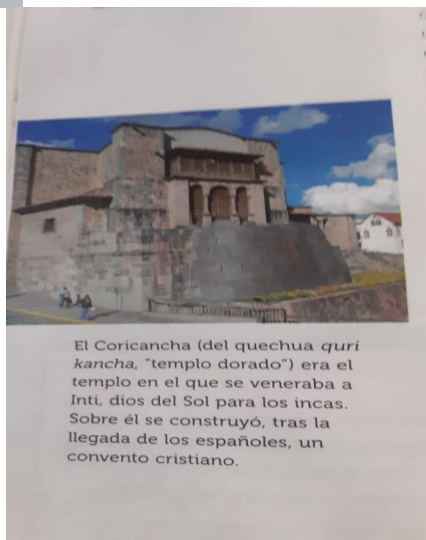 El Coricancha (del quechua quri
kancha, “templo dorado”) era el
templo en el que se veneraba a
Inti, dios del Sol para los incas.
Sobre él se construyó, tras la
llegada de los españoles, un
convento cristiano.